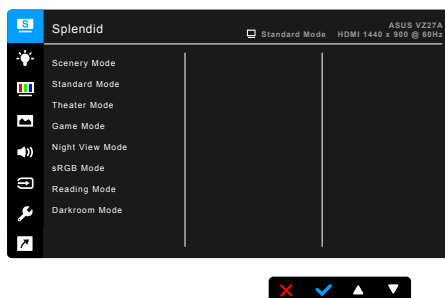 S
Splendid
Standard Mode
ASUS VZ27A
HDMI 1440 x 900 @ 60Hz
Scenery Mode
Standard Mode
Theater Mode
Game Mode
Night View Mode
sRGB Mode
Reading Mode
Darkroom Mode